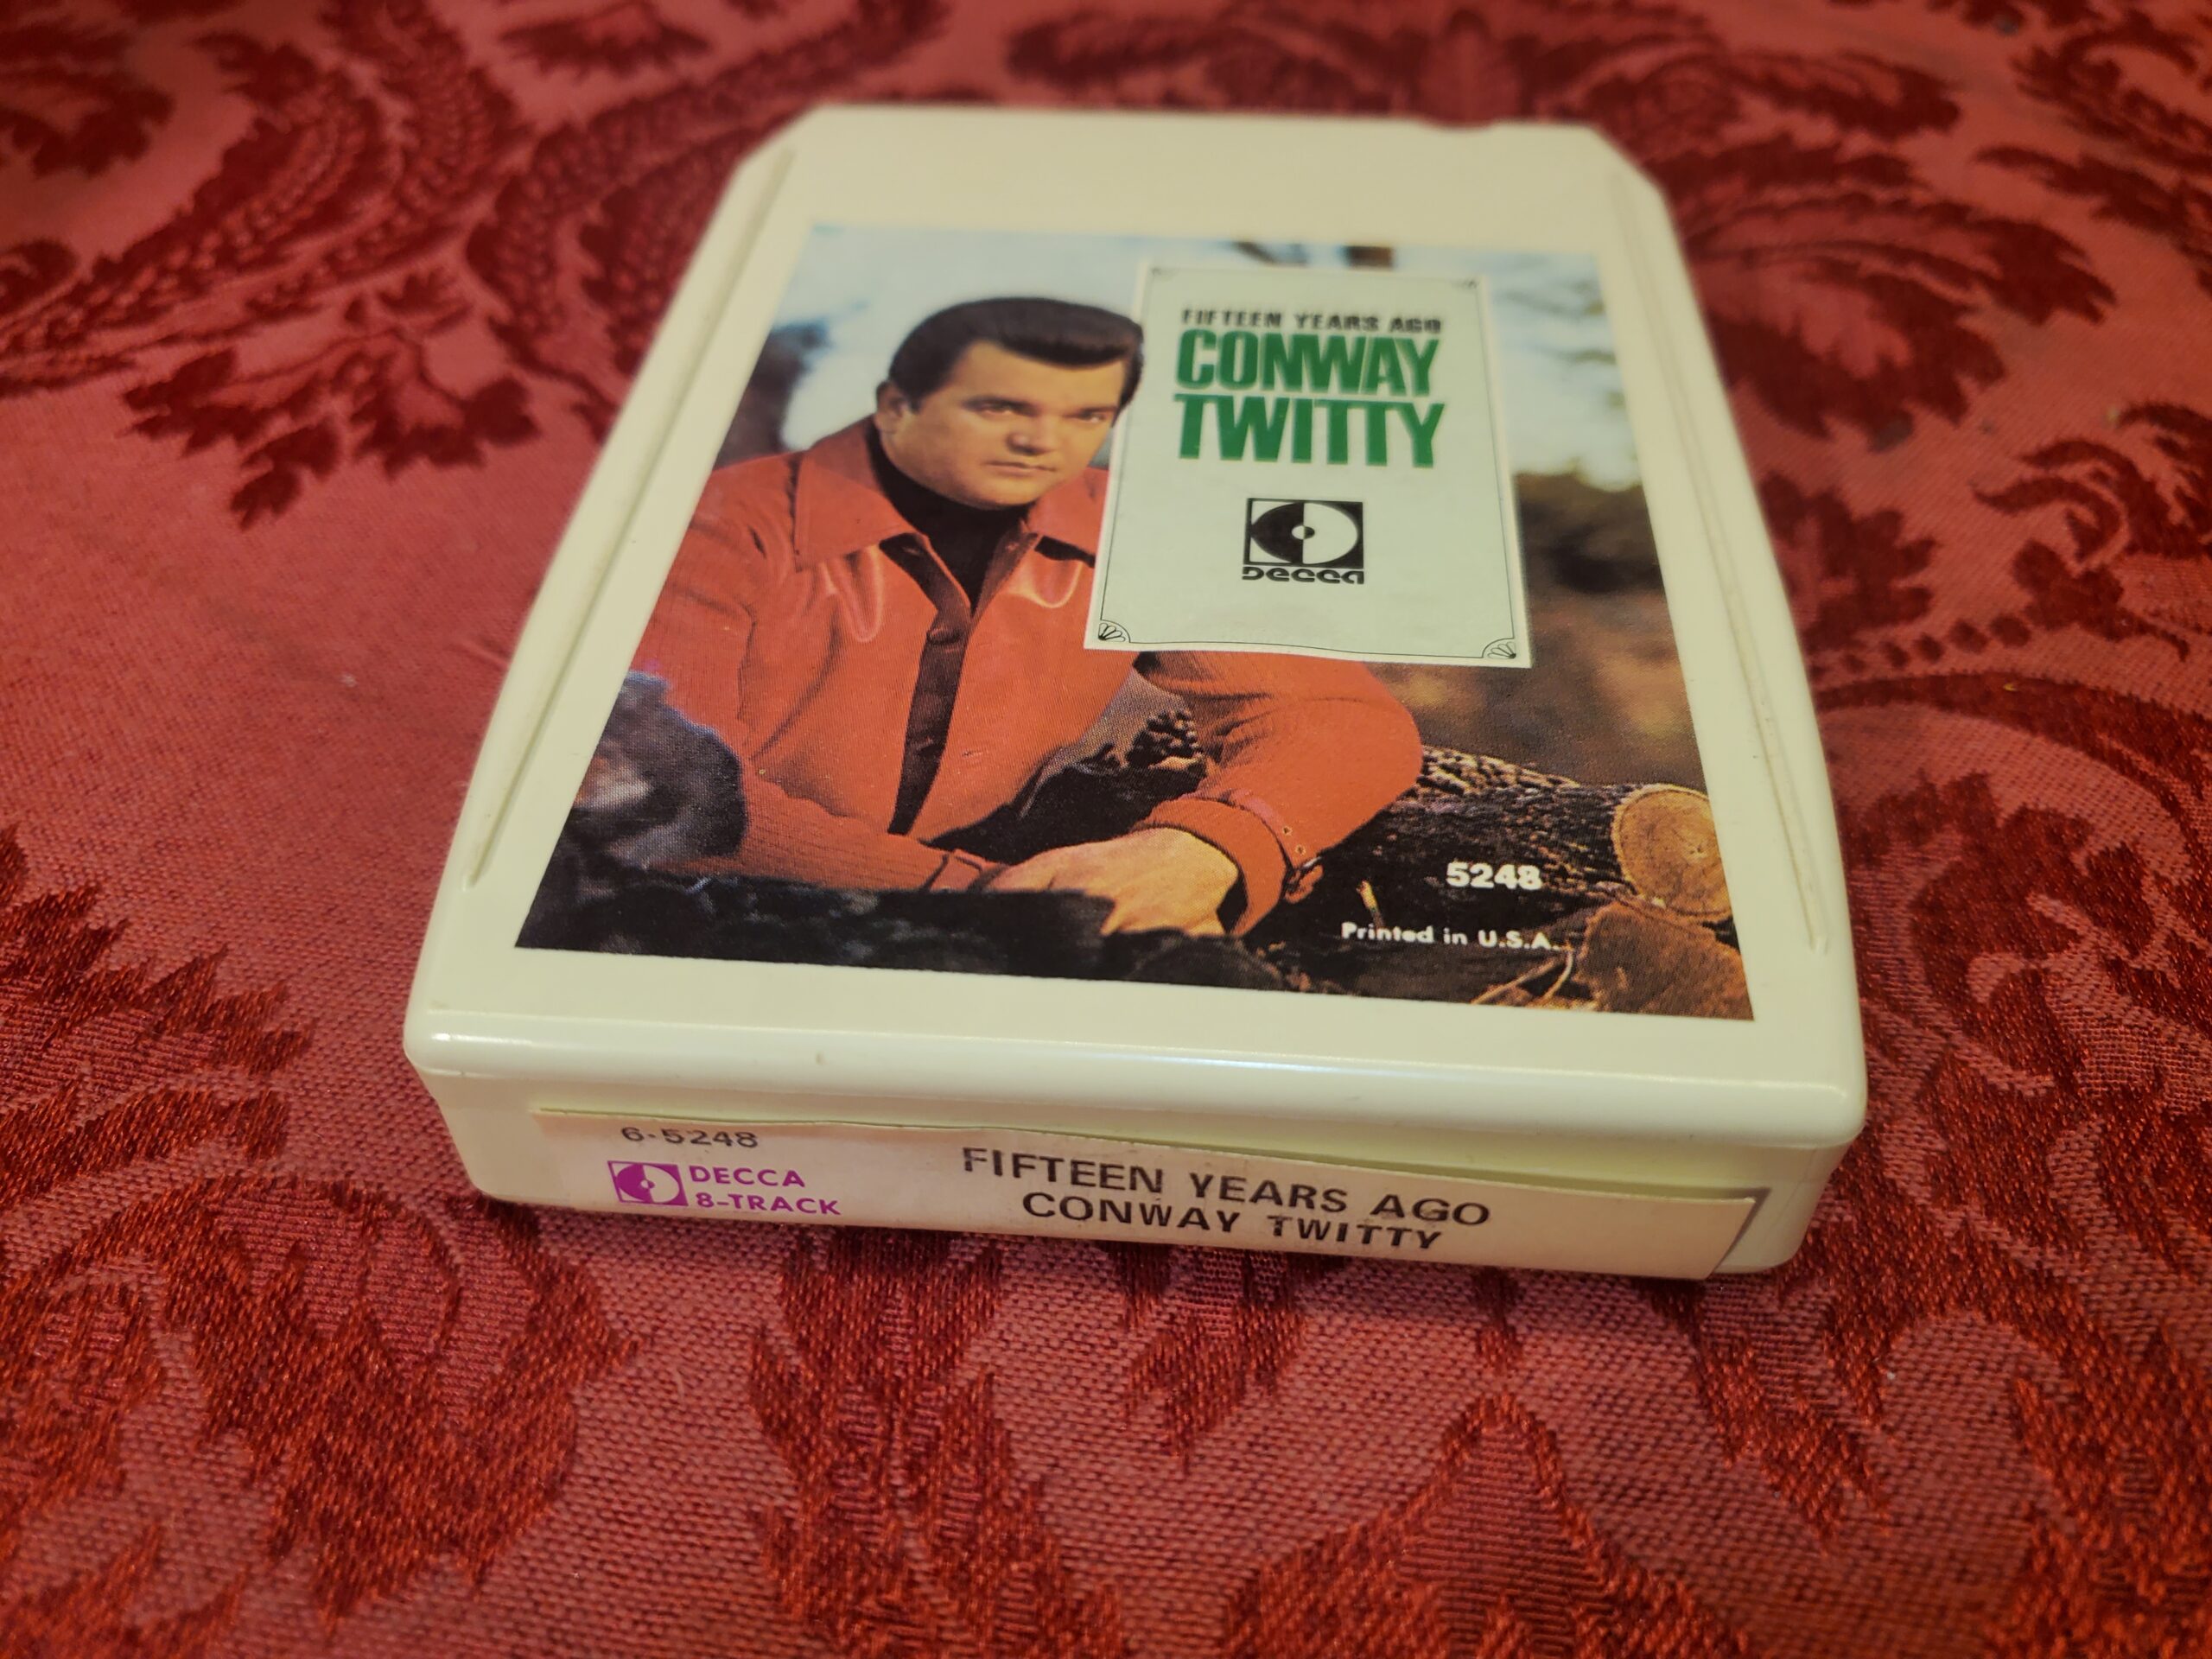 FIFTEEN YEARS AGO
CONWAY
TWITTY
DECCA
5248
Printed in U.S.A.
6-5248
DECCA
8-TRACK
FIFTEEN YEARS AGO
CONWAY TWITTY